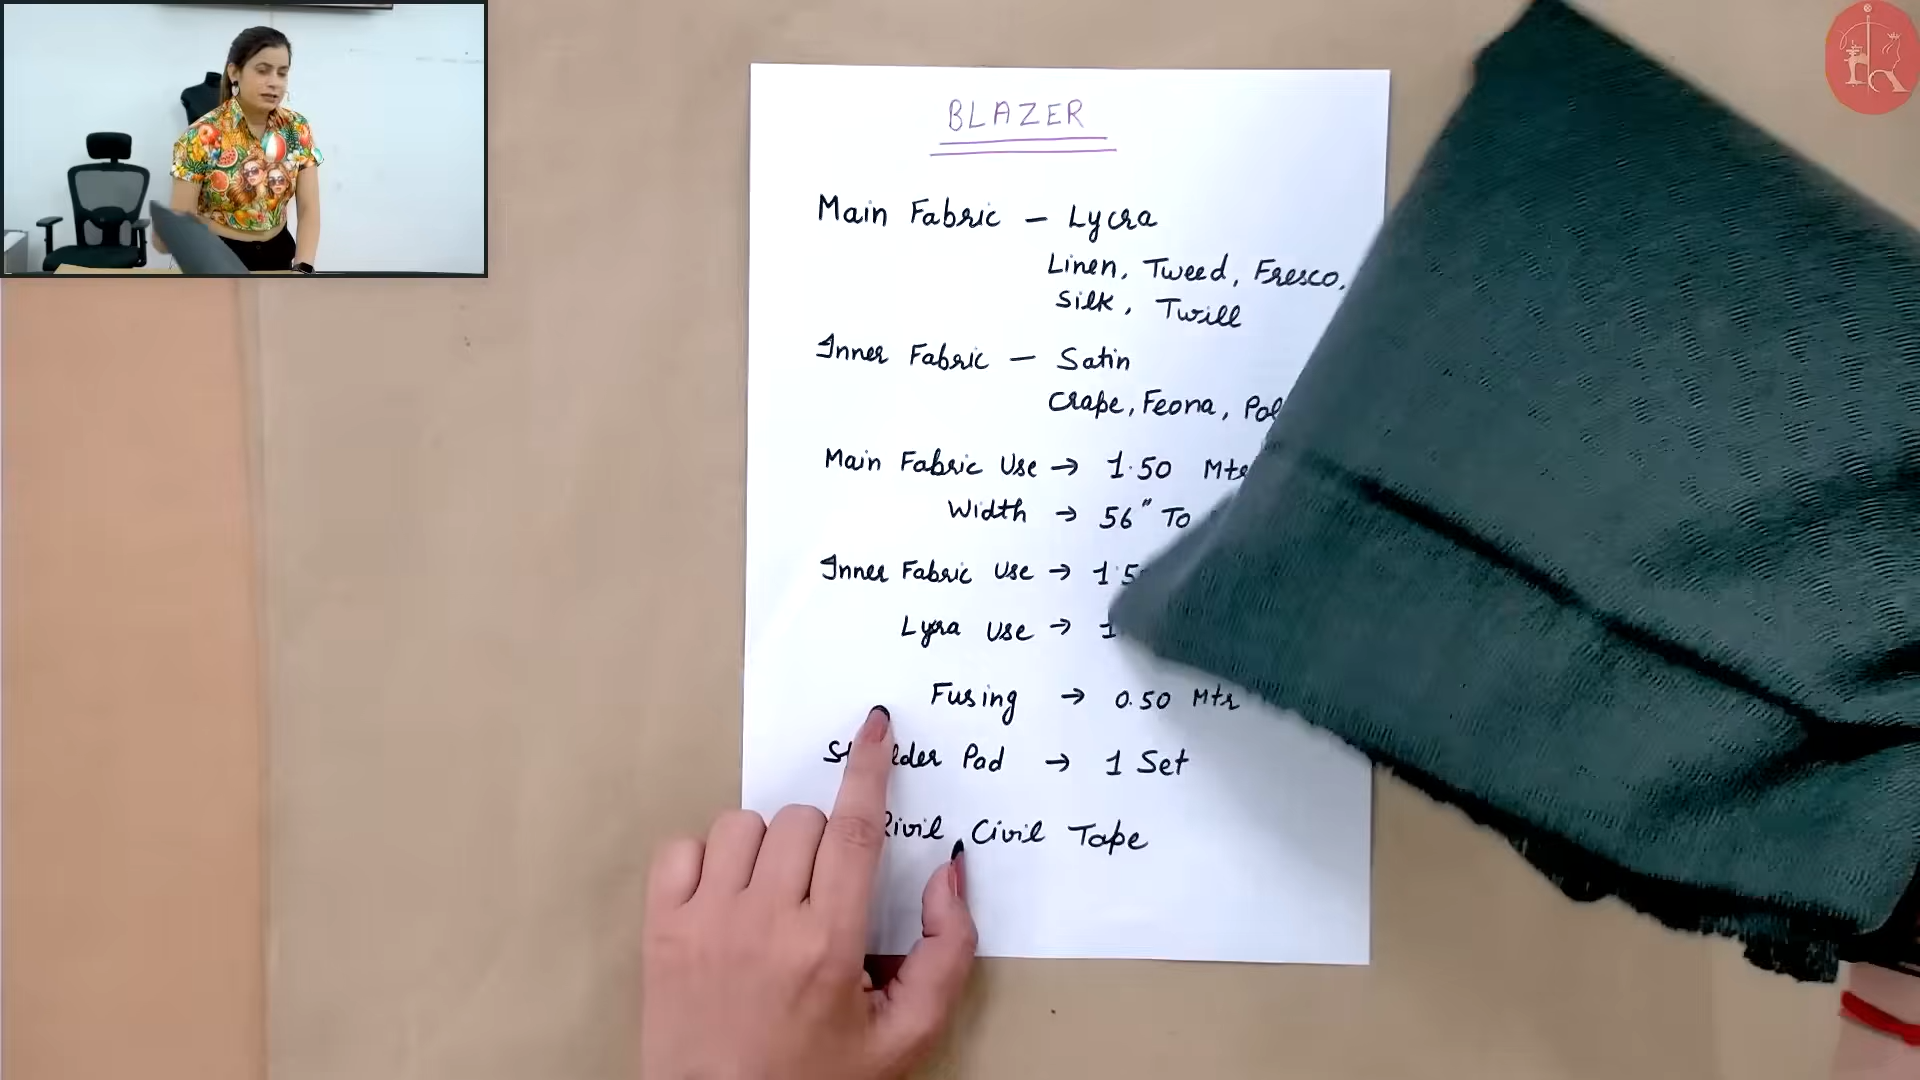 BLAZER
Main Fabric — Lycra
Linen, Tweed, Fresco,
Silk, Twill
Inner Fabric — Satin
Crape, Feona,
Main Fabric Use → 1.50 Mts
Width → 56" To
Inner Fabric Use →
Lyra Use →
Fusing → 0.50 Mtr
Pad → 1 Set
Civil Tape